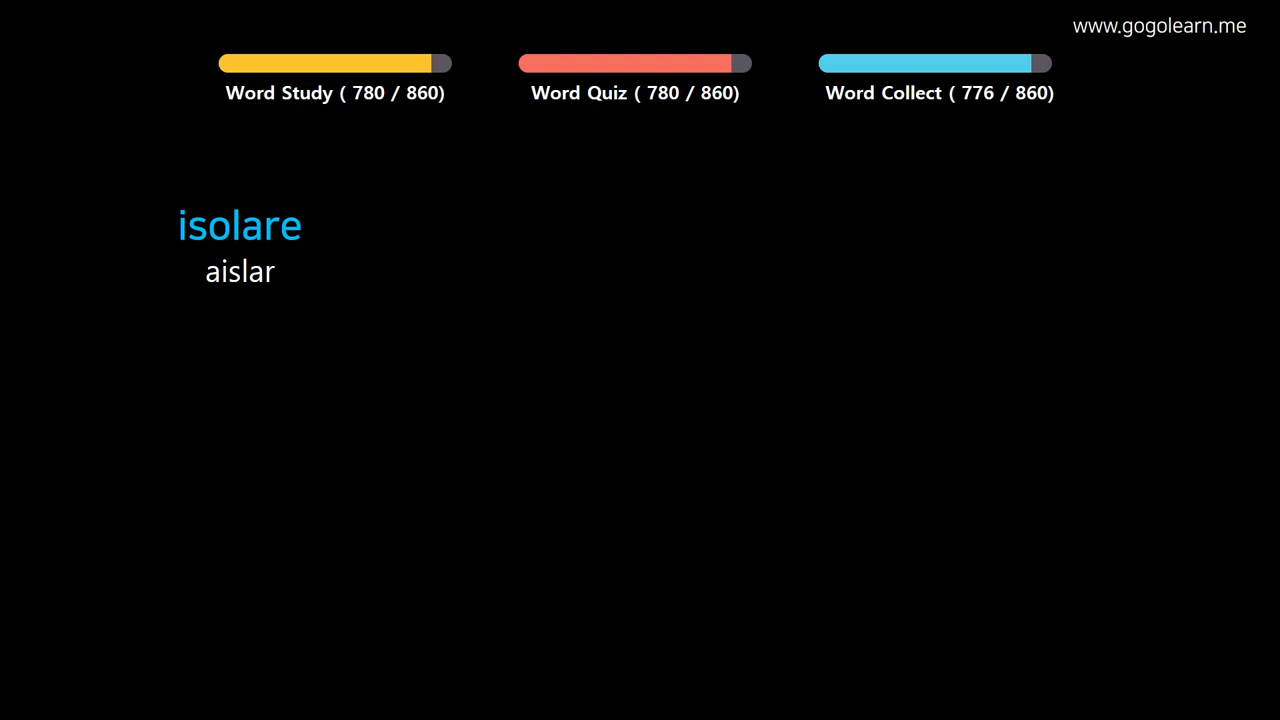 www.gogolearn.me
Word Study ( 780 / 860)
Word Quiz ( 780 / 860)
Word Collect ( 776 / 860)
isolare
aislar